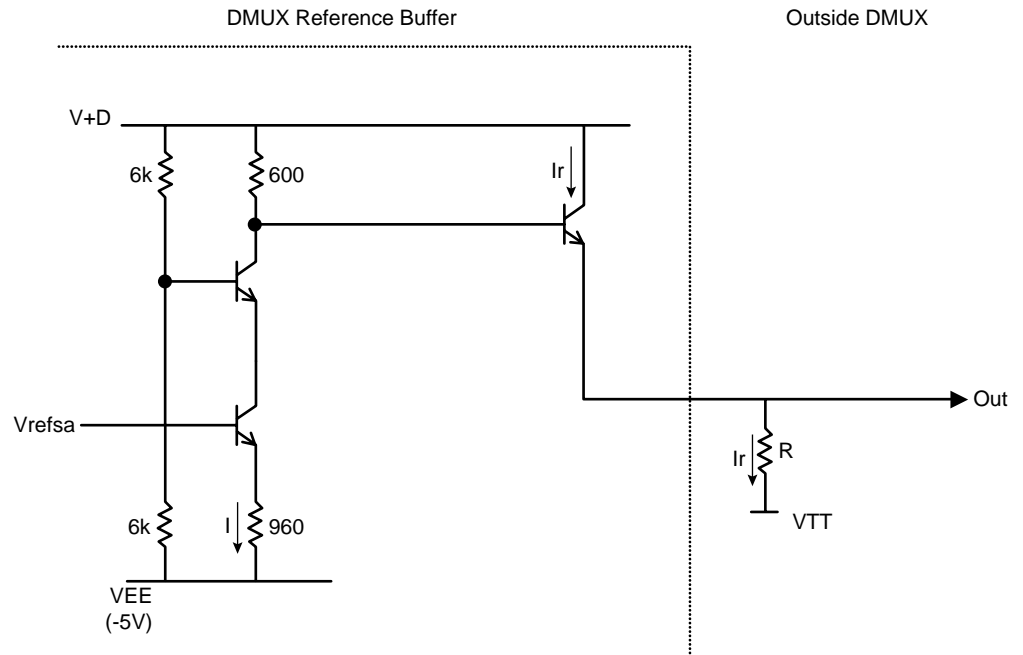 DMUX Reference Buffer
Outside DMUX
V+D
6k
600
Ir
Vrefsa
Out
Ir
R
VTT
6k
I
960
VEE
(-5V)